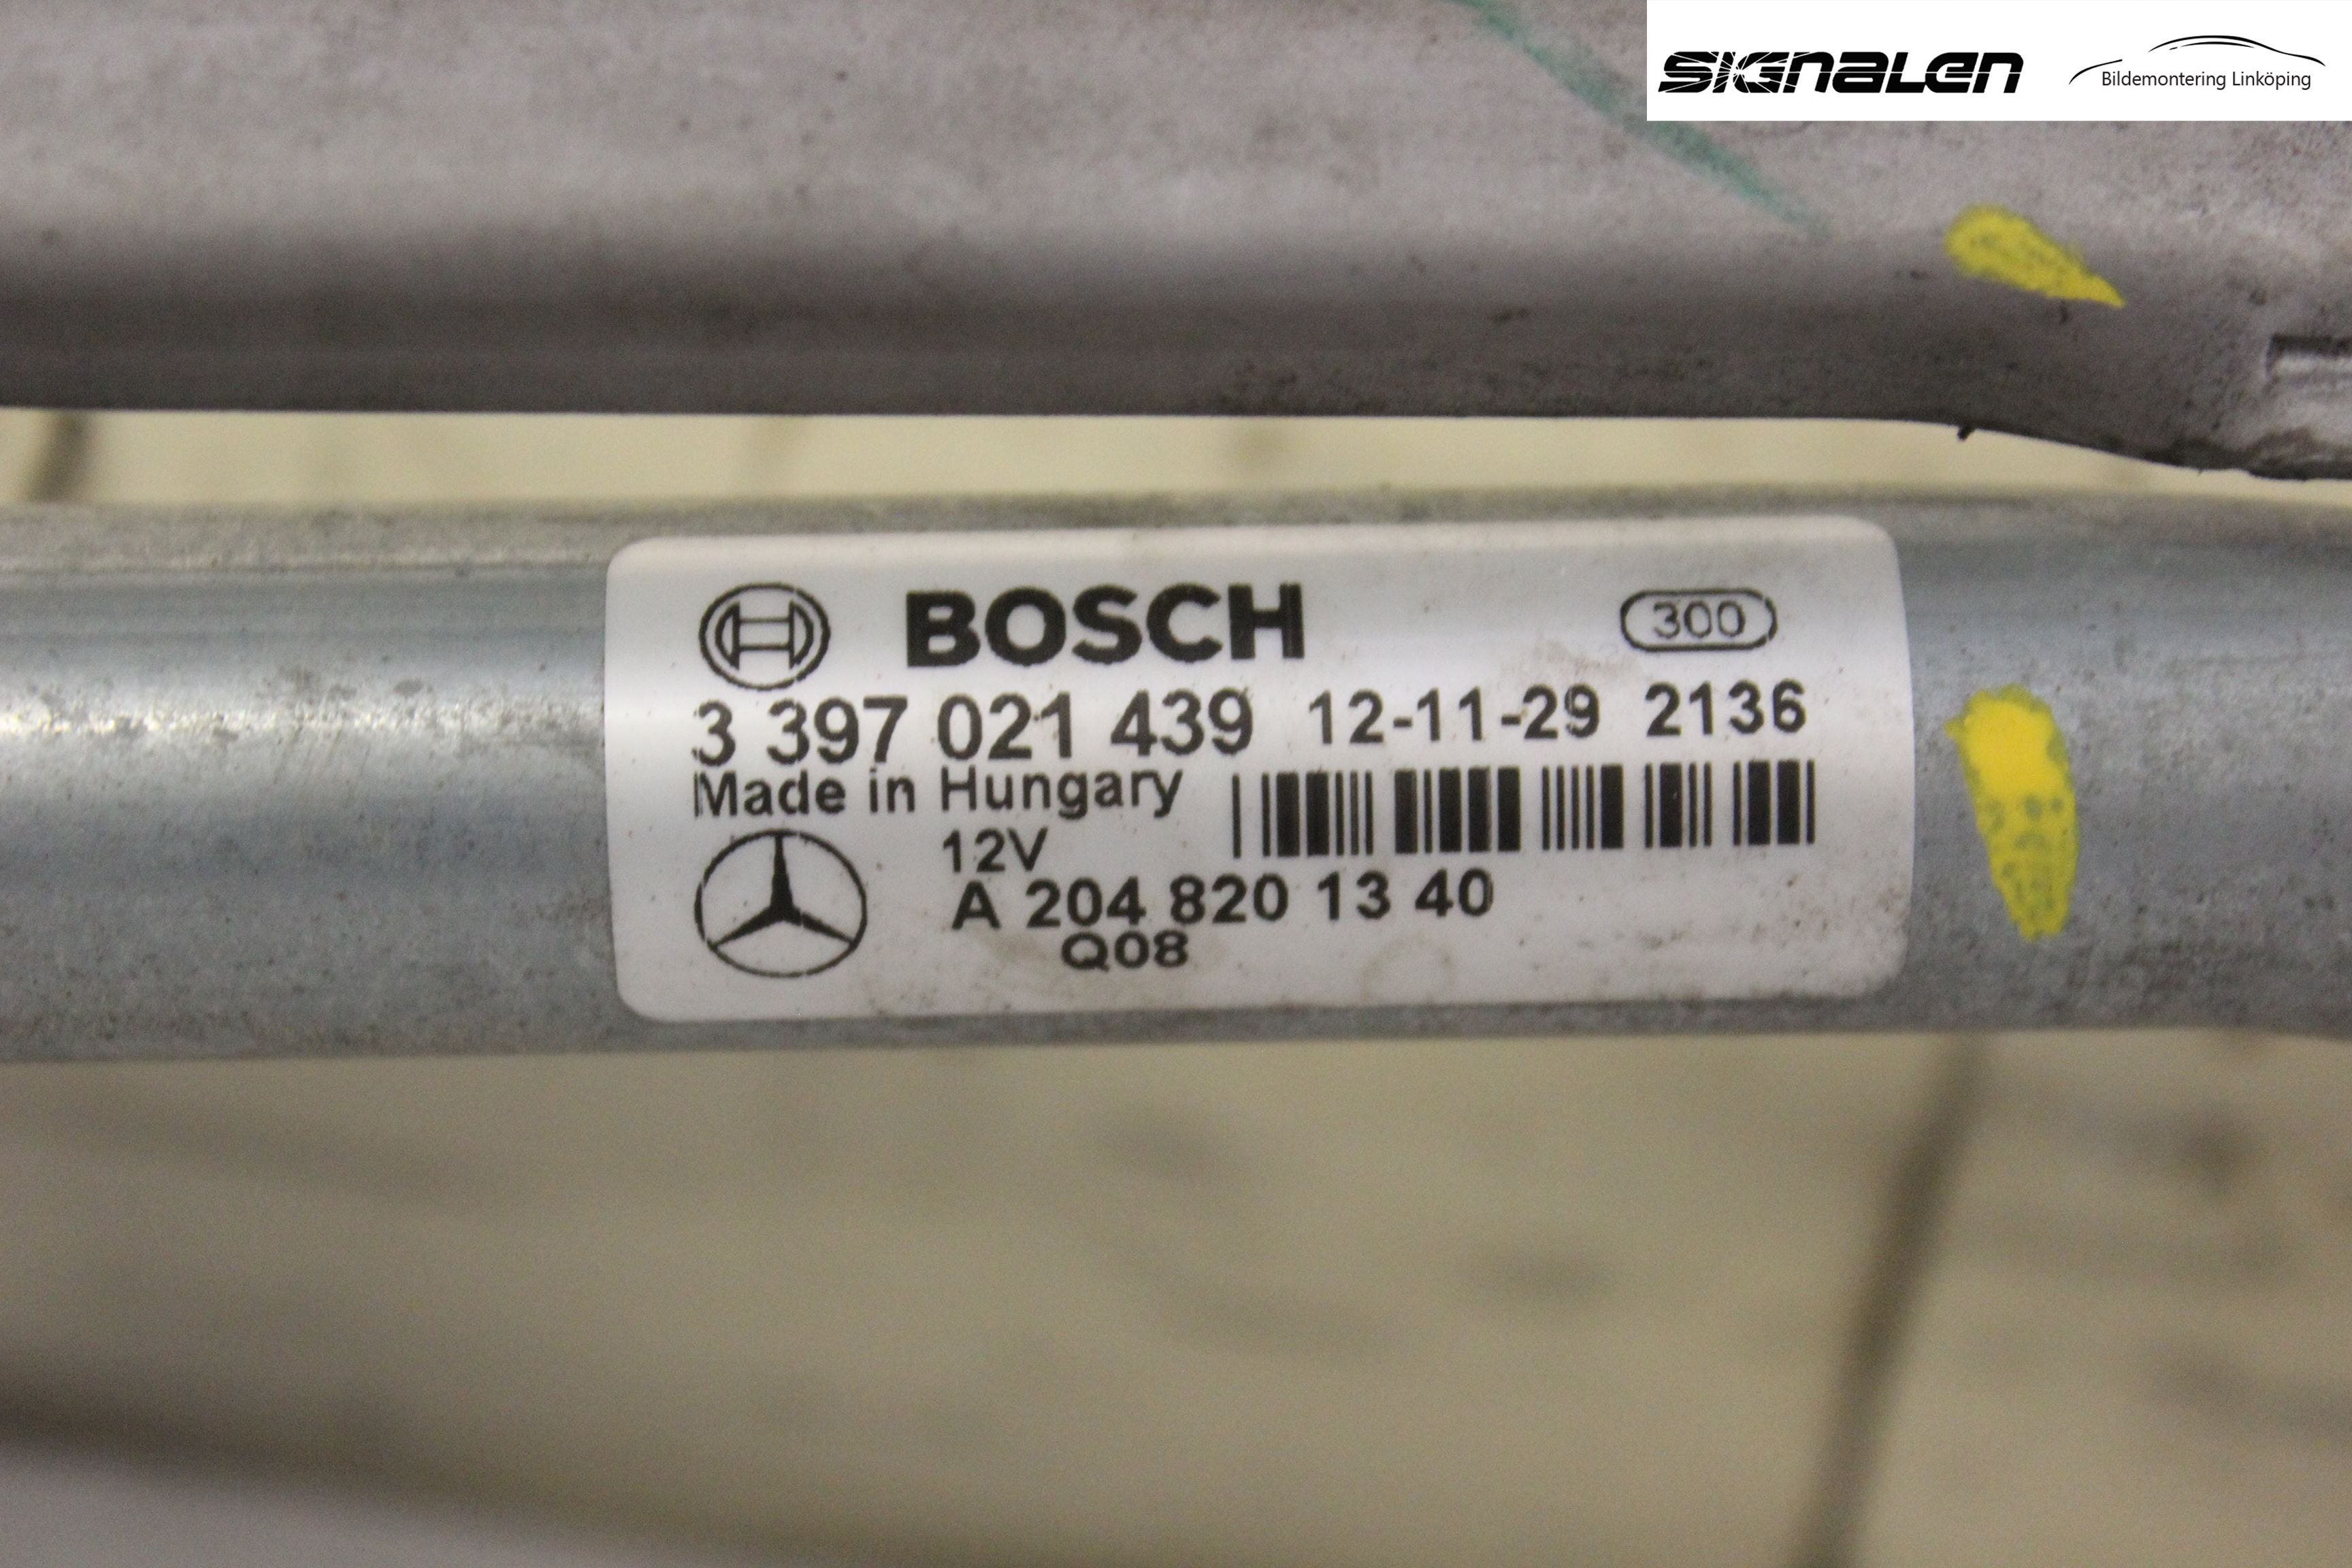 SIGNALEN
Bildemontering Linköping
BOSCH 300
3 397 021 439 12-11-29 2136
Made in Hungary
12V
A 204 820 13 40
Q08